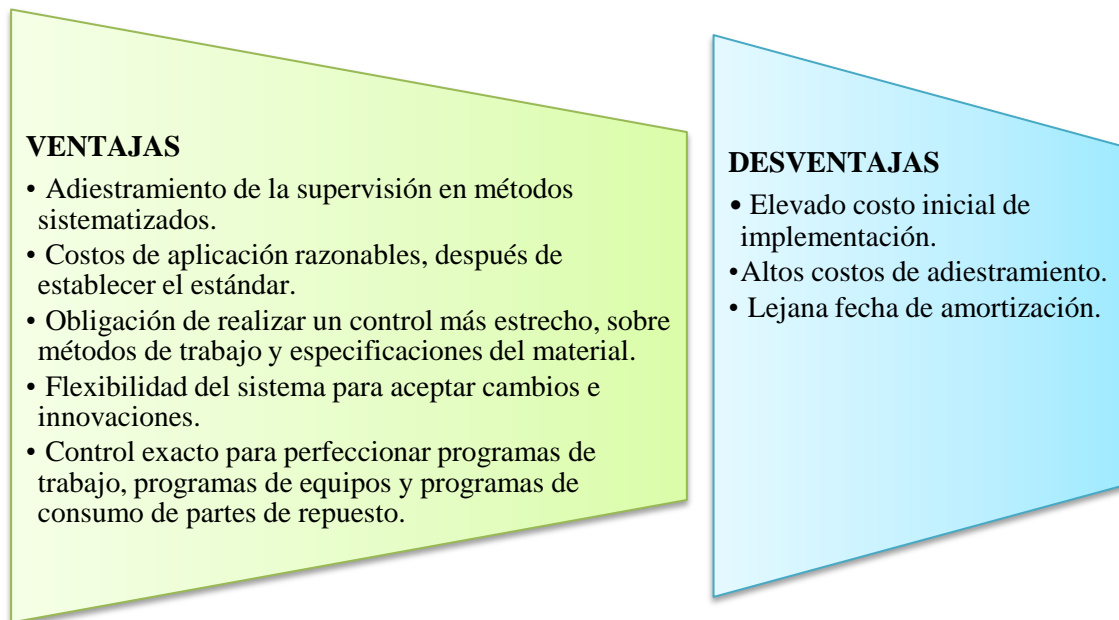 VENTAJAS
• Adiestramiento de la supervisión en métodos
sistematizados.
• Costos de aplicación razonables, después de
establecer el estándar.
• Obligación de realizar un control más estrecho, sobre
métodos de trabajo y especificaciones del material.
• Flexibilidad del sistema para aceptar cambios e
innovaciones.
• Control exacto para perfeccionar programas de
trabajo, programas de equipos y programas de
consumo de partes de repuesto.
DESVENTAJAS
• Elevado costo inicial de
implementación.
•Altos costos de adiestramiento.
• Lejana fecha de amortización.